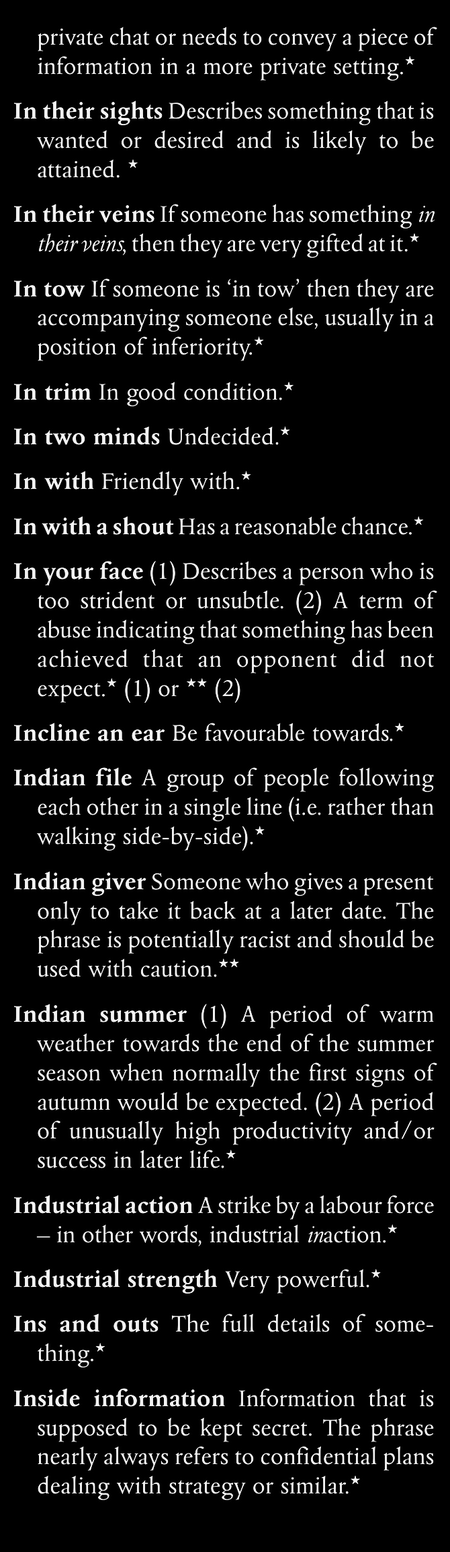 private chat or needs to convey a piece of
information in a more private setting.★
In their sights Describes something that is
wanted or desired and is likely to be
attained. ★
In their veins If someone has something in
their veins, then they are very gifted at it.★
In tow If someone is ‘in tow’ then they are
accompanying someone else, usually in a
position of inferiority.★
In trim In good condition.★
In two minds Undecided.★
In with Friendly with.★
In with a shout Has a reasonable chance.★
In your face (1) Describes a person who is
too strident or unsubtle. (2) A term of
abuse indicating that something has been
achieved that an opponent did not
expect.★ (1) or ★★ (2)
Incline an ear Be favourable towards.★
Indian file A group of people following
each other in a single line (i.e. rather than
walking side-by-side).★
Indian giver Someone who gives a present
only to take it back at a later date. The
phrase is potentially racist and should be
used with caution.★★
Indian summer (1) A period of warm
weather towards the end of the summer
season when normally the first signs of
autumn would be expected. (2) A period
of unusually high productivity and/or
success in later life.★
Industrial action A strike by a labour force
– in other words, industrial inaction.★
Industrial strength Very powerful.★
Ins and outs The full details of some-
thing.★
Inside information Information that is
supposed to be kept secret. The phrase
nearly always refers to confidential plans
dealing with strategy or similar.★